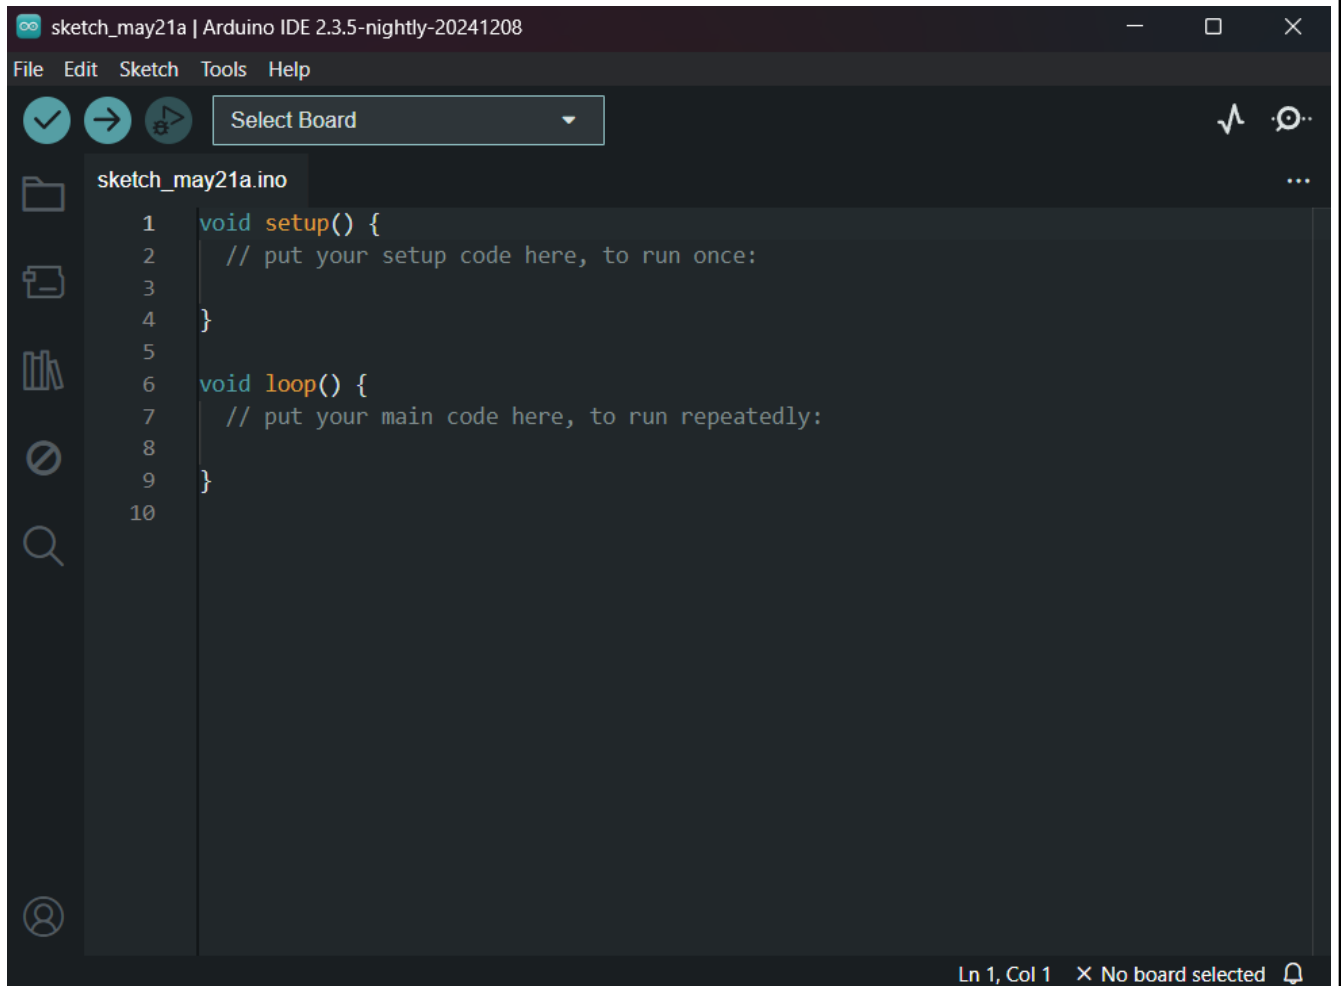 sketch_may21a | Arduino IDE 2.3.5-nightly-20241208
File Edit Sketch Tools Help
Select Board
sketch_may21a.ino
1 void setup() {
2   // put your setup code here, to run once:
3
4 }
5
6 void loop() {
7   // put your main code here, to run repeatedly:
8
9 }
10
Ln 1, Col 1 × No board selected